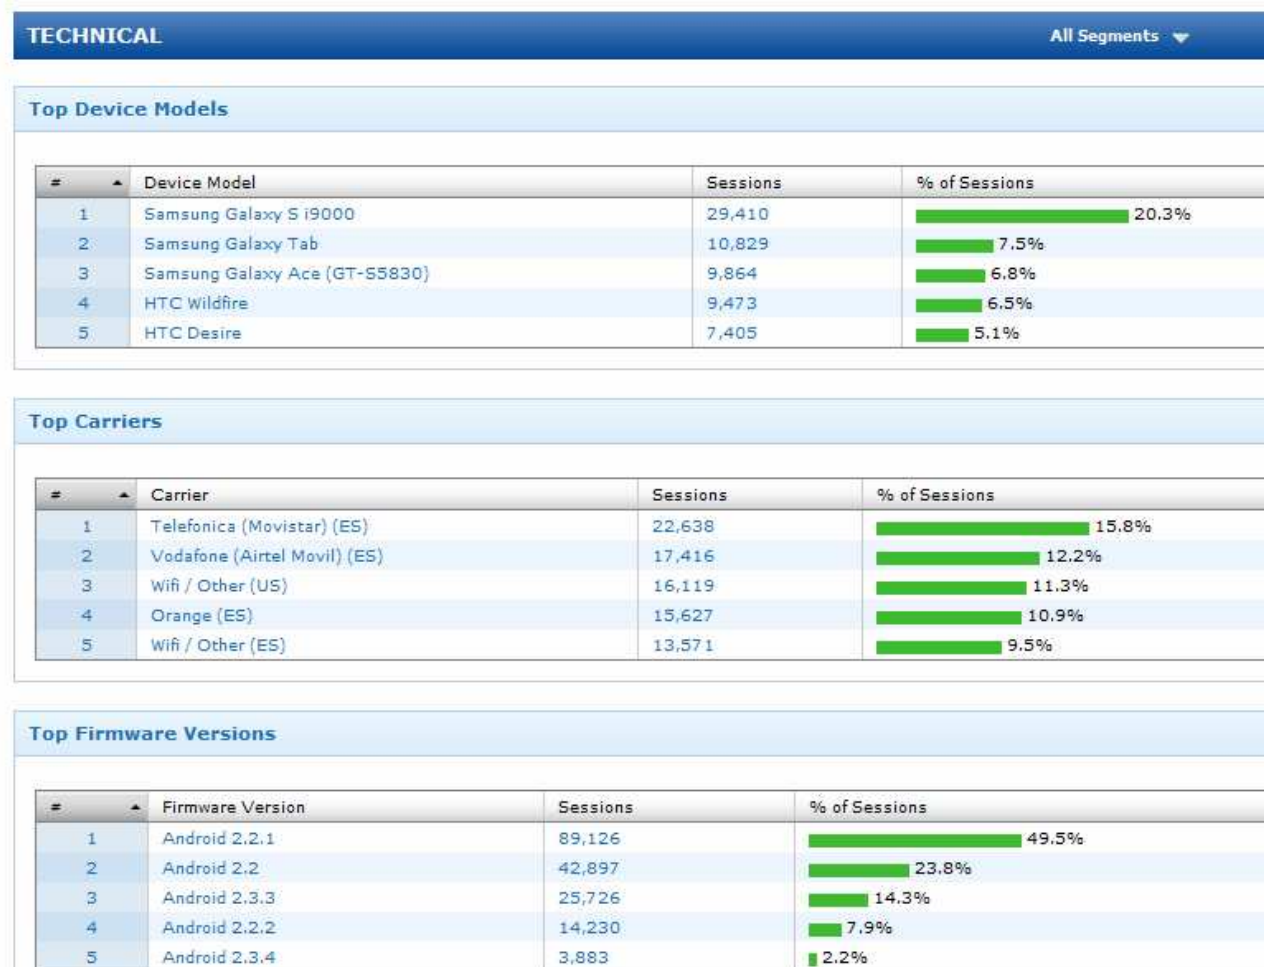 TECHNICAL All Segments
Top Device Models
# Device Model Sessions % of Sessions
1 Samsung Galaxy S i9000 29,410 20.3%
2 Samsung Galaxy Tab 10,829 7.5%
3 Samsung Galaxy Ace (GT-S5830) 9,864 6.8%
4 HTC Wildfire 9,473 6.5%
5 HTC Desire 7,405 5.1%
Top Carriers
# Carrier Sessions % of Sessions
1 Telefonica (Movistar) (ES) 22,638 15.8%
2 Vodafone (Airtel Movil) (ES) 17,416 12.2%
3 Wifi / Other (US) 16,119 11.3%
4 Orange (ES) 15,627 10.9%
5 Wifi / Other (ES) 13,571 9.5%
Top Firmware Versions
# Firmware Version Sessions % of Sessions
1 Android 2.2.1 89,126 49.5%
2 Android 2.2 42,897 23.8%
3 Android 2.3.3 25,726 14.3%
4 Android 2.2.2 14,230 7.9%
5 Android 2.3.4 3,883 2.2%